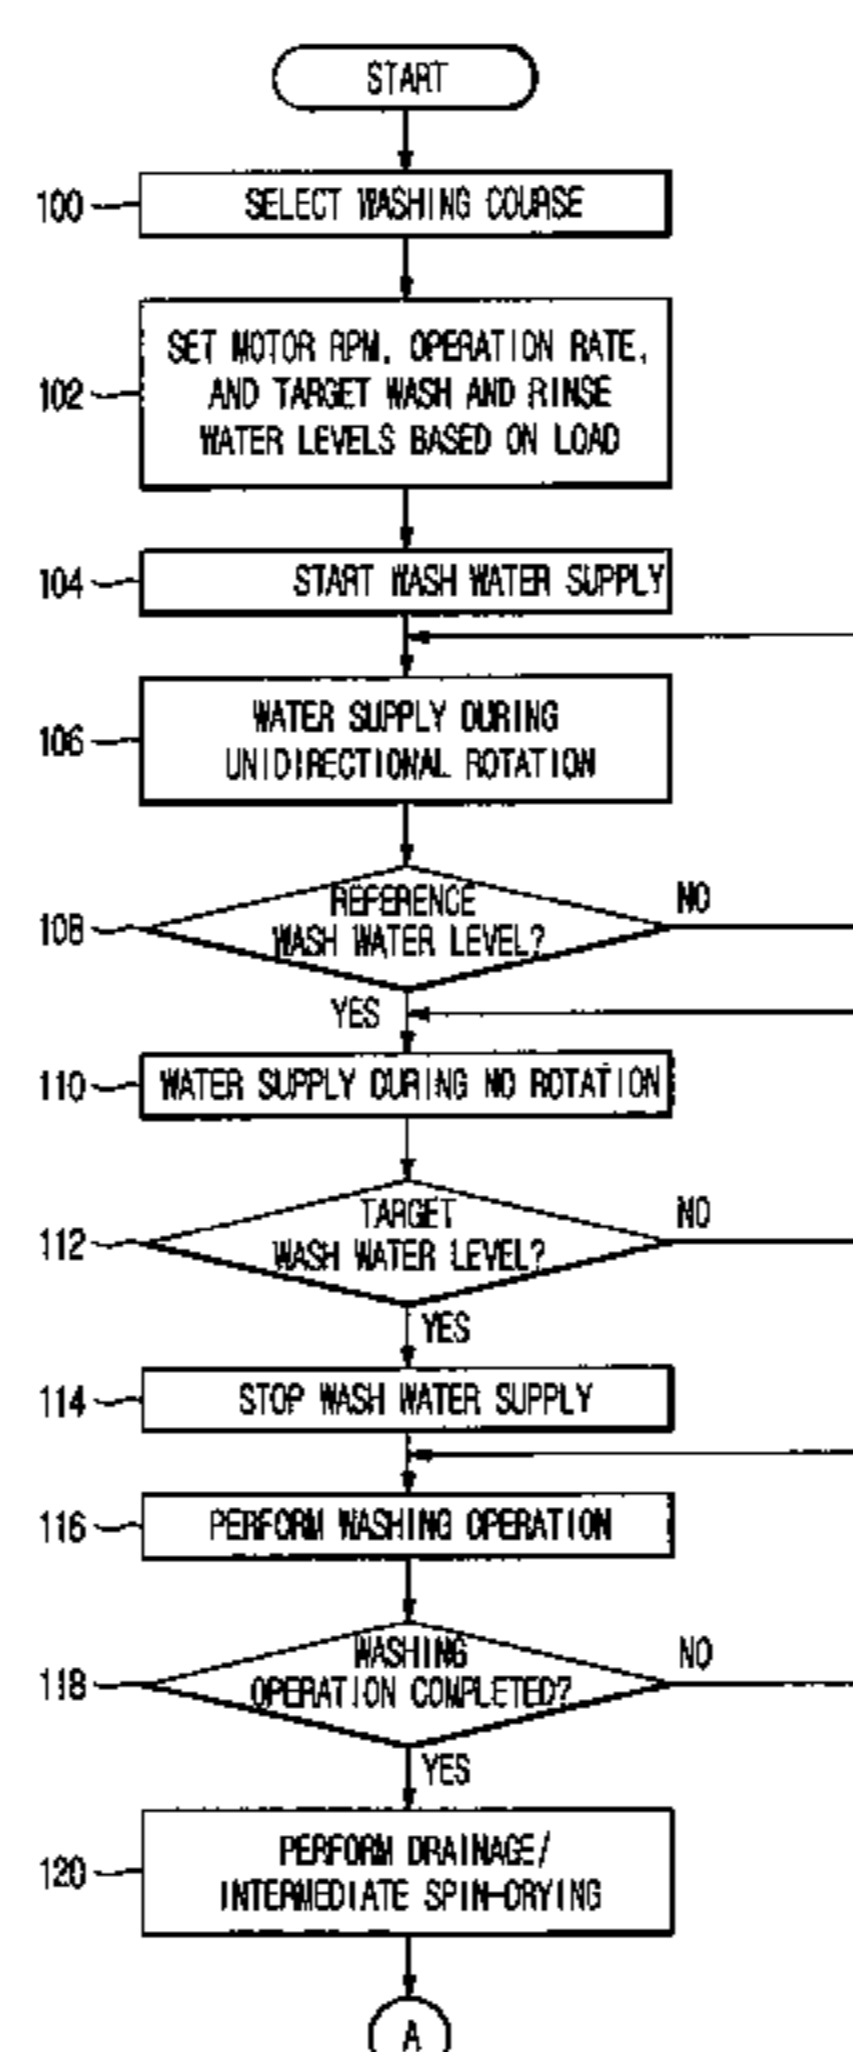 START
100
SELECT WASHING COURSE
SET MOTOR RPM, OPERATION RATE,
102
AND TARGET WASH AND RINSE
WATER LEVELS BASED ON LOAD
104
START WASH WATER SUPPLY
106
WATER SUPPLY DURING
UNIDIRECTIONAL ROTATION
108
REFERENCE
WASH WATER LEVEL?
NO
YES
110
WATER SUPPLY DURING NO ROTATION
112
TARGET
WASH WATER LEVEL?
NO
YES
114
STOP WASH WATER SUPPLY
116
PERFORM WASHING OPERATION
118
WASHING
OPERATION COMPLETED?
NO
YES
120
PERFORM DRAINAGE/
INTERMEDIATE SPIN-DRYING
A